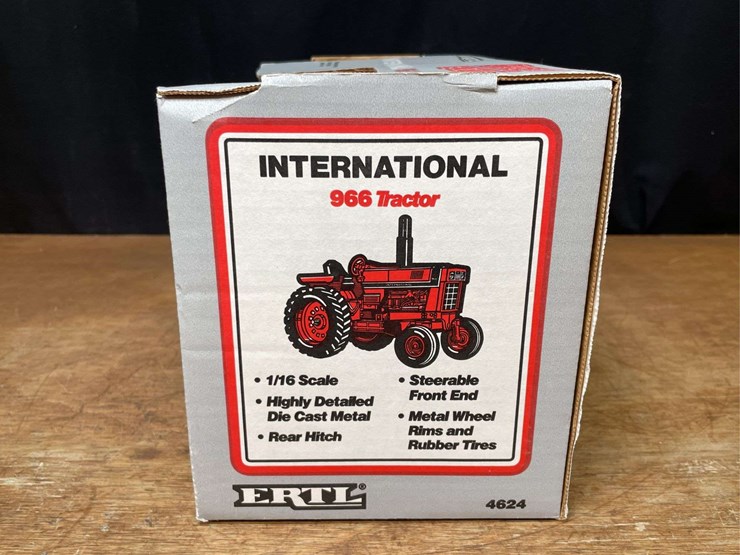 INTERNATIONAL
966 Tractor
• 1/16 Scale
• Highly Detailed
Die Cast Metal
• Rear Hitch
• Steerable
Front End
• Metal Wheel
Rims and
Rubber Tires
ERTL®
4624